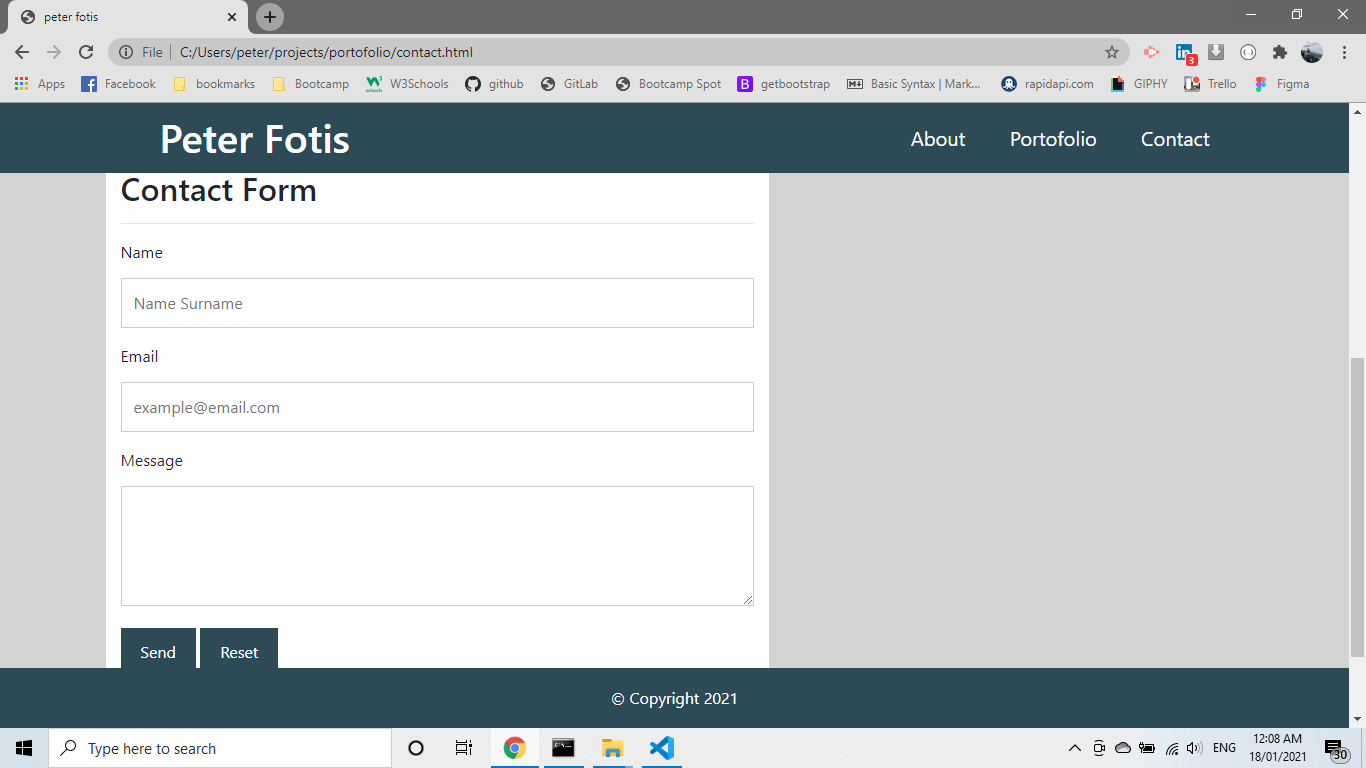 peter fotis
File C:/Users/peter/projects/portofolio/contact.html
3
Apps Facebook bookmarks Bootcamp W3Schools github GitLab Bootcamp Spot getbootstrap Basic Syntax | Mark... rapidapi.com GIPHY Trello Figma
Peter Fotis About Portofolio Contact
Contact Form
Name
Name Surname
Email
example@email.com
Message
Send Reset
© Copyright 2021
Type here to search
ENG
12:08 AM
18/01/2021
30